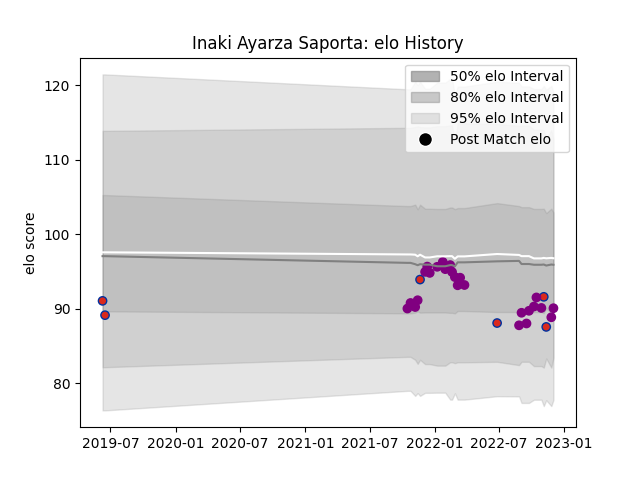 Inaki Ayarza Saporta: elo History
50% elo Interval
80% elo Interval
95% elo Interval
Post Match elo
elo score
120
110
100
90
80
2019-07 2020-01 2020-07 2021-01 2021-07 2022-01 2022-07 2023-01